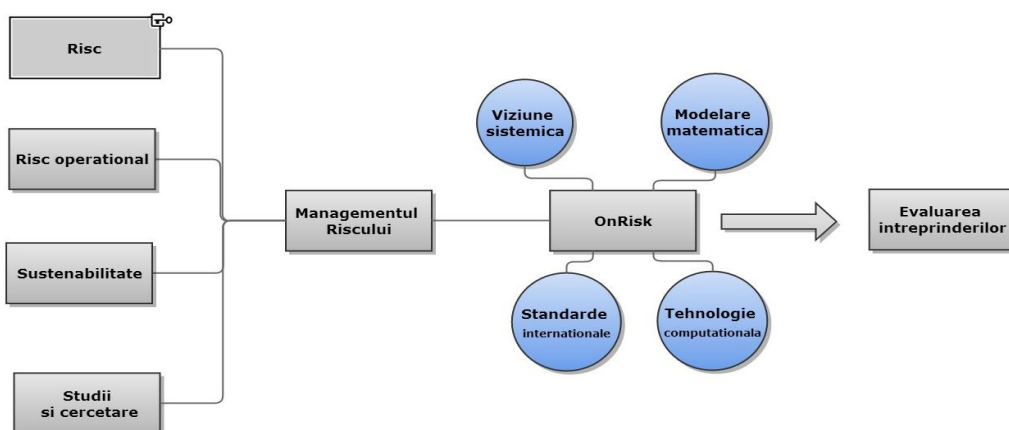 Risc
Risc operational
Sustenabilitate
Studii
si cercetare
Managementul
Riscului
Viziune
sistemica
Modelare
matematica
OnRisk
Standarde
internationale
Tehnologie
computationala
Evaluarea
intreprinderilor